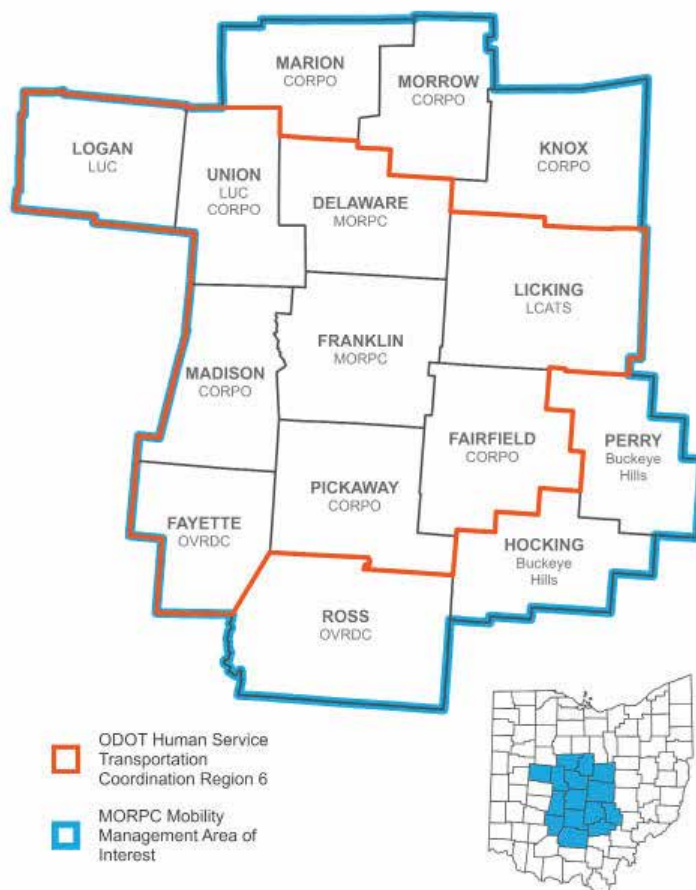 MARION
CORPO
MORROW
CORPO
LOGAN
LUC
KNOX
CORPO
UNION
LUC
CORPO
DELAWARE
MORPC
LICKING
LCATS
FRANKLIN
MORPC
MADISON
CORPO
FAIRFIELD
CORPO
PERRY
Buckeye
Hills
PICKAWAY
CORPO
FAYETTE
OVRDC
HOCKING
Buckeye
Hills
ROSS
OVRDC
ODOT Human Service
Transportation
Coordination Region 6
MORPC Mobility
Management Area of
Interest